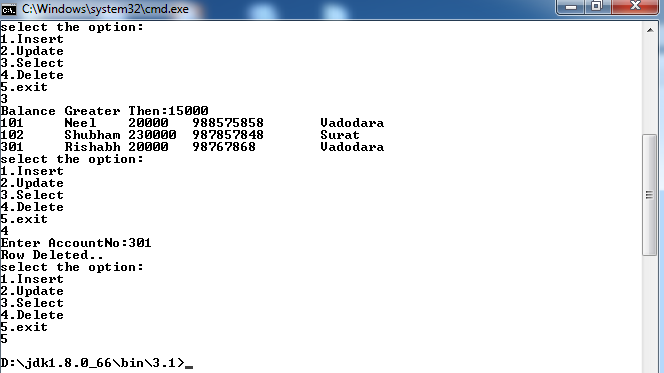 C:\Windows\system32\cmd.exe
select the option:
1.Insert
2.Update
3.Select
4.Delete
5.exit
3
Balance Greater Then:15000
101 Neel 20000 988575858 Vadodara
102 Shubham 230000 987857848 Surat
301 Rishabh 20000 98767868 Vadodara
select the option:
1.Insert
2.Update
3.Select
4.Delete
5.exit
4
Enter AccountNo:301
Row Deleted..
select the option:
1.Insert
2.Update
3.Select
4.Delete
5.exit
5
D:\jdk1.8.0_66\bin\3.1>_